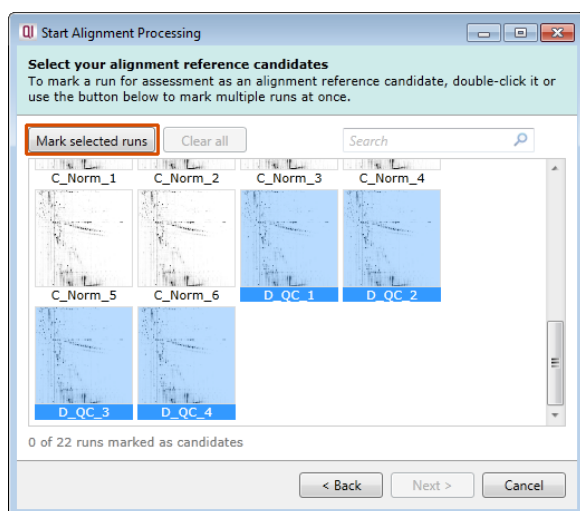 QI Start Alignment Processing
Select your alignment reference candidates
To mark a run for assessment as an alignment reference candidate, double-click it or
use the button below to mark multiple runs at once.
Mark selected runs Clear all Search
C_Norm_1 C_Norm_2 C_Norm_3 C_Norm_4
C_Norm_5 C_Norm_6 D_QC_1 D_QC_2
D_QC_3 D_QC_4
0 of 22 runs marked as candidates
< Back Next > Cancel